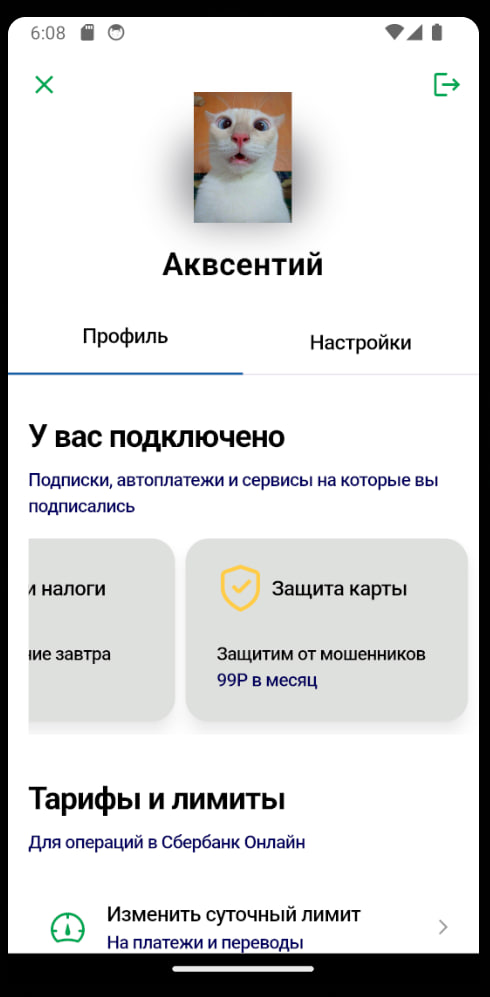 6:08
Аквсентий
Профиль
Настройки
У вас подключено
Подписки, автоплатежи и сервисы на которые вы
подписались
и налоги
Защита карты
ние завтра
Защитим от мошенников
99Р в месяц
Тарифы и лимиты
Для операций в Сбербанк Онлайн
Изменить суточный лимит
На платежи и переводы